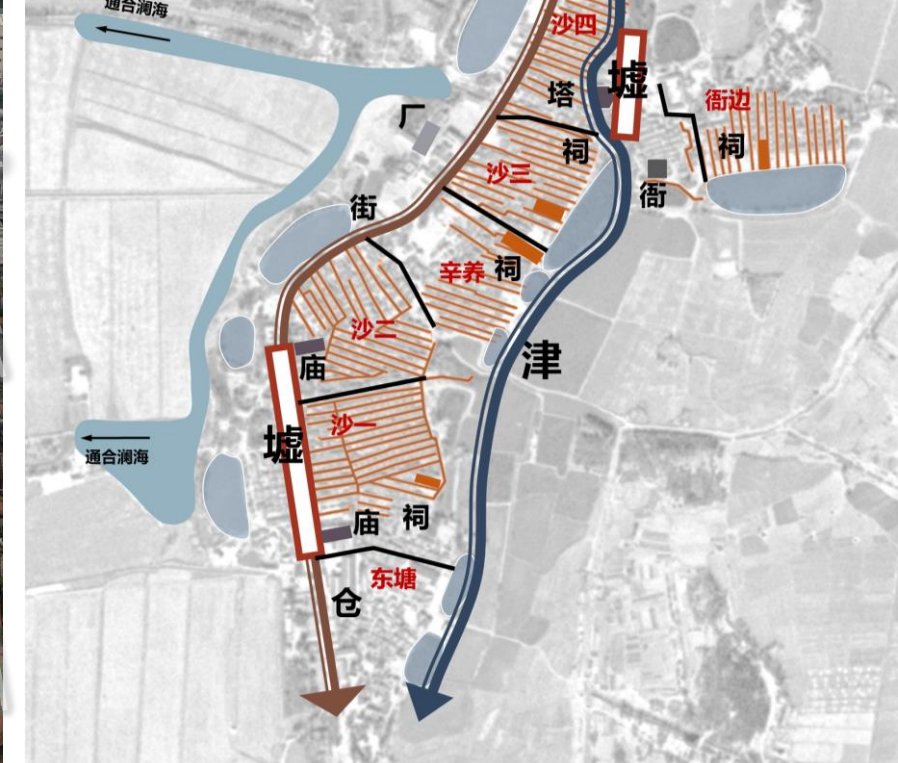 通合澜海
沙四
墟
塔
衙边
厂
祠
祠
沙三
衙
街
祠
辛养
沙二
津
庙
沙一
墟
通合澜海
庙
祠
东塘
仓